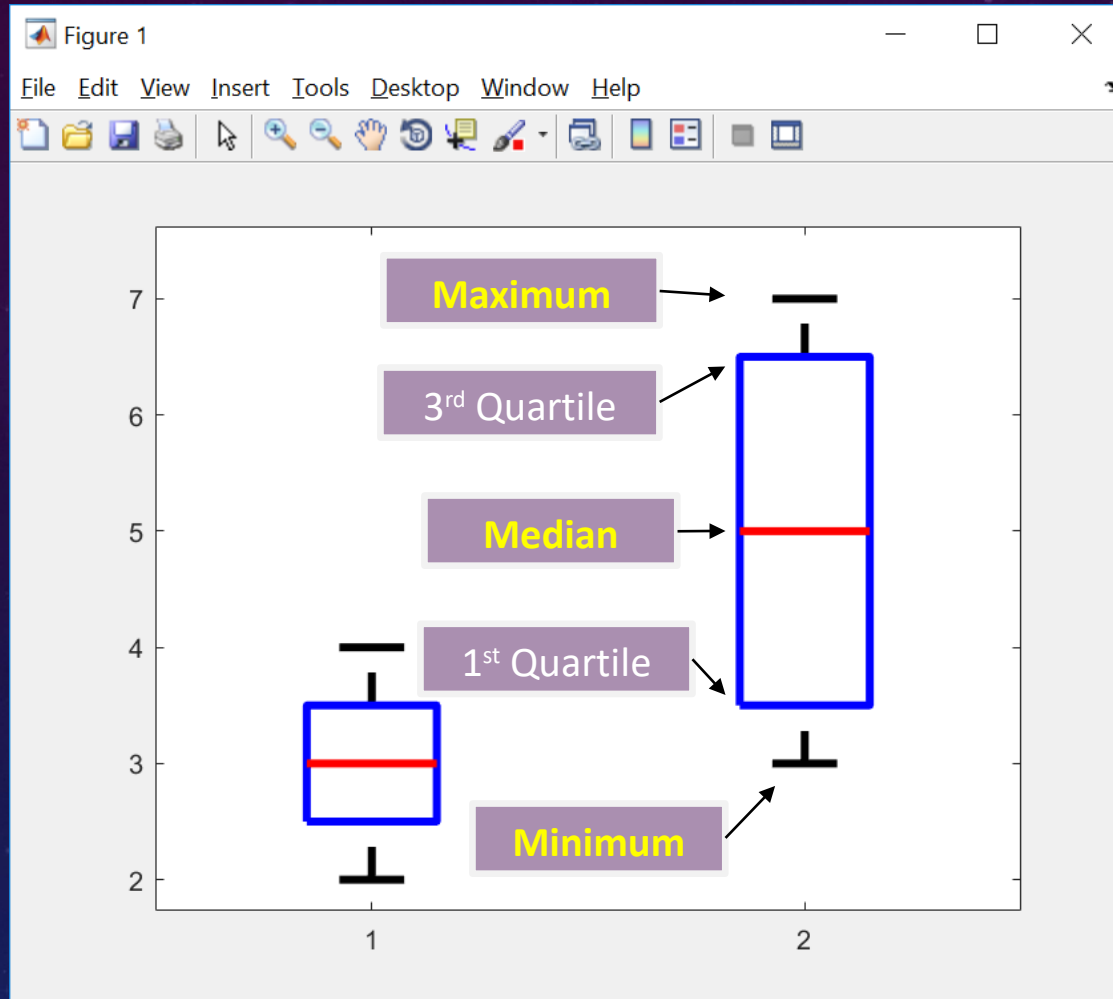 Figure 1
File Edit View Insert Tools Desktop Window Help
Maximum
7
3rd Quartile
6
Median
5
4
1st Quartile
3
Minimum
2
1 2